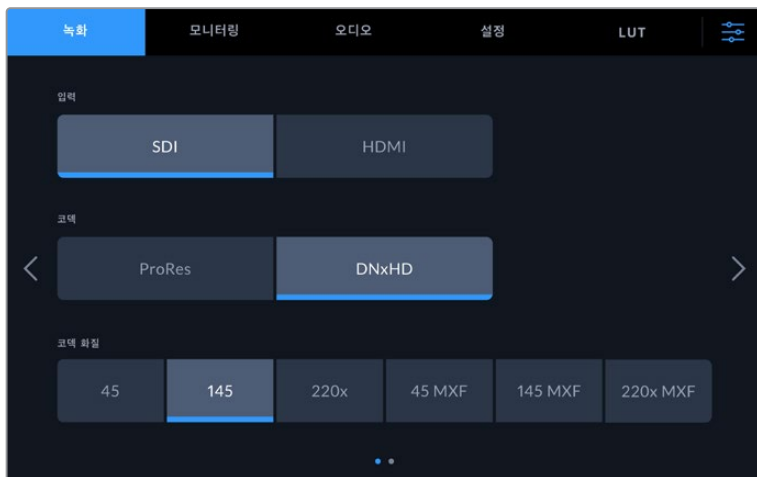 녹화 모니터링 오디오 설정 LUT
입력
SDI HDMI
코덱
ProRes DNxHD
코덱 화질
45 145 220x 45 MXF 145 MXF 220x MXF